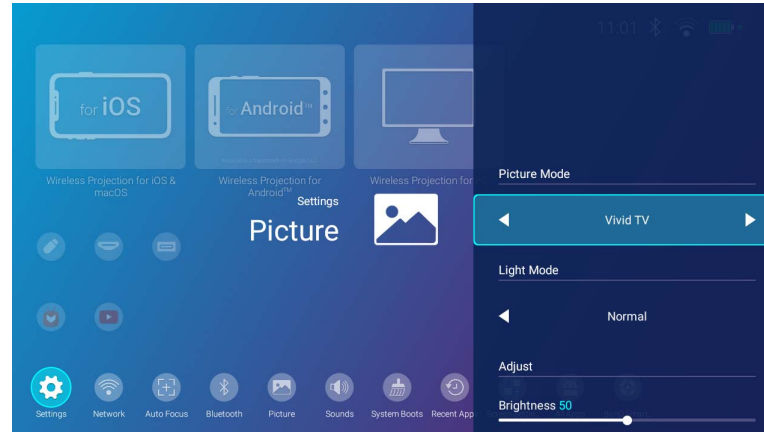 11:01
for iOS
for Android™
Wireless Projection for iOS &
macOS
Wireless Projection for
Android™
Wireless Projection for
Settings
Picture
Picture Mode
Vivid TV
Light Mode
Normal
Adjust
Brightness 50
Settings
Network
Auto Focus
Bluetooth
Picture
Sounds
System Boots
Recent App